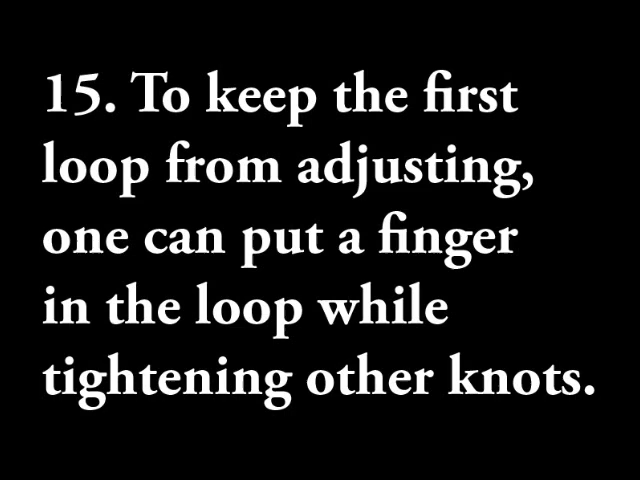 15. To keep the first
loop from adjusting,
one can put a finger
in the loop while
tightening other knots.